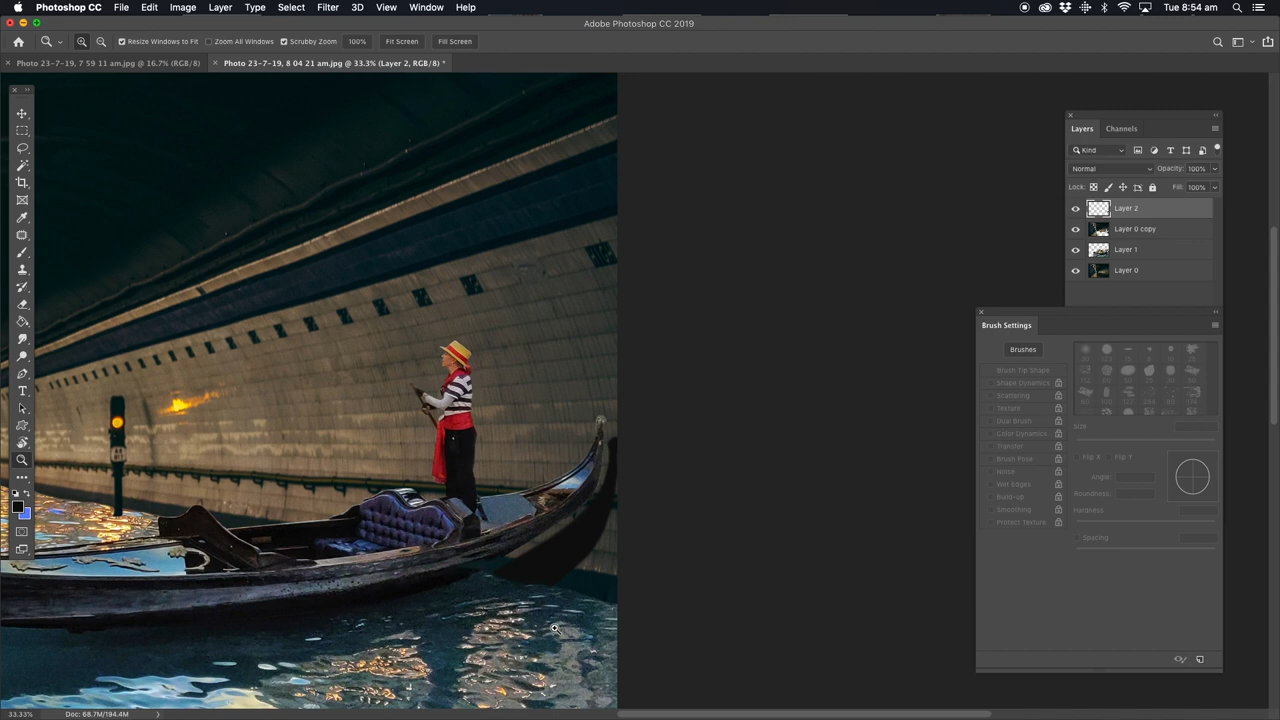 Photoshop CC File Edit Image Layer Type Select Filter 3D View Window Help Tue 8:54 am
Adobe Photoshop CC 2019
Resize Windows to Fit Zoom All Windows Scrubby Zoom 100% Fit Screen Fill Screen
Photo 23-7-19, 7 59 11 am.jpg @ 16.7% (RGB/8) Photo 23-7-19, 8 04 21 am.jpg @ 33.3% (Layer 2, RGB/8) *
Layers Channels
Kind
Normal Opacity: 100%
Lock: Fill: 100%
Layer 2
Layer 0 copy
Layer 1
Layer 0
Brush Settings
Brushes
Brush Tip Shape
Shape Dynamics
Scattering
Texture
Dual Brush
Color Dynamics
Transfer
Brush Pose
Noise
Wet Edges
Build-up
Smoothing
Protect Texture
Size
Flip X Flip Y
Angle:
Roundness:
Hardness
Spacing
33.33% Doc: 68.7M/194.4M